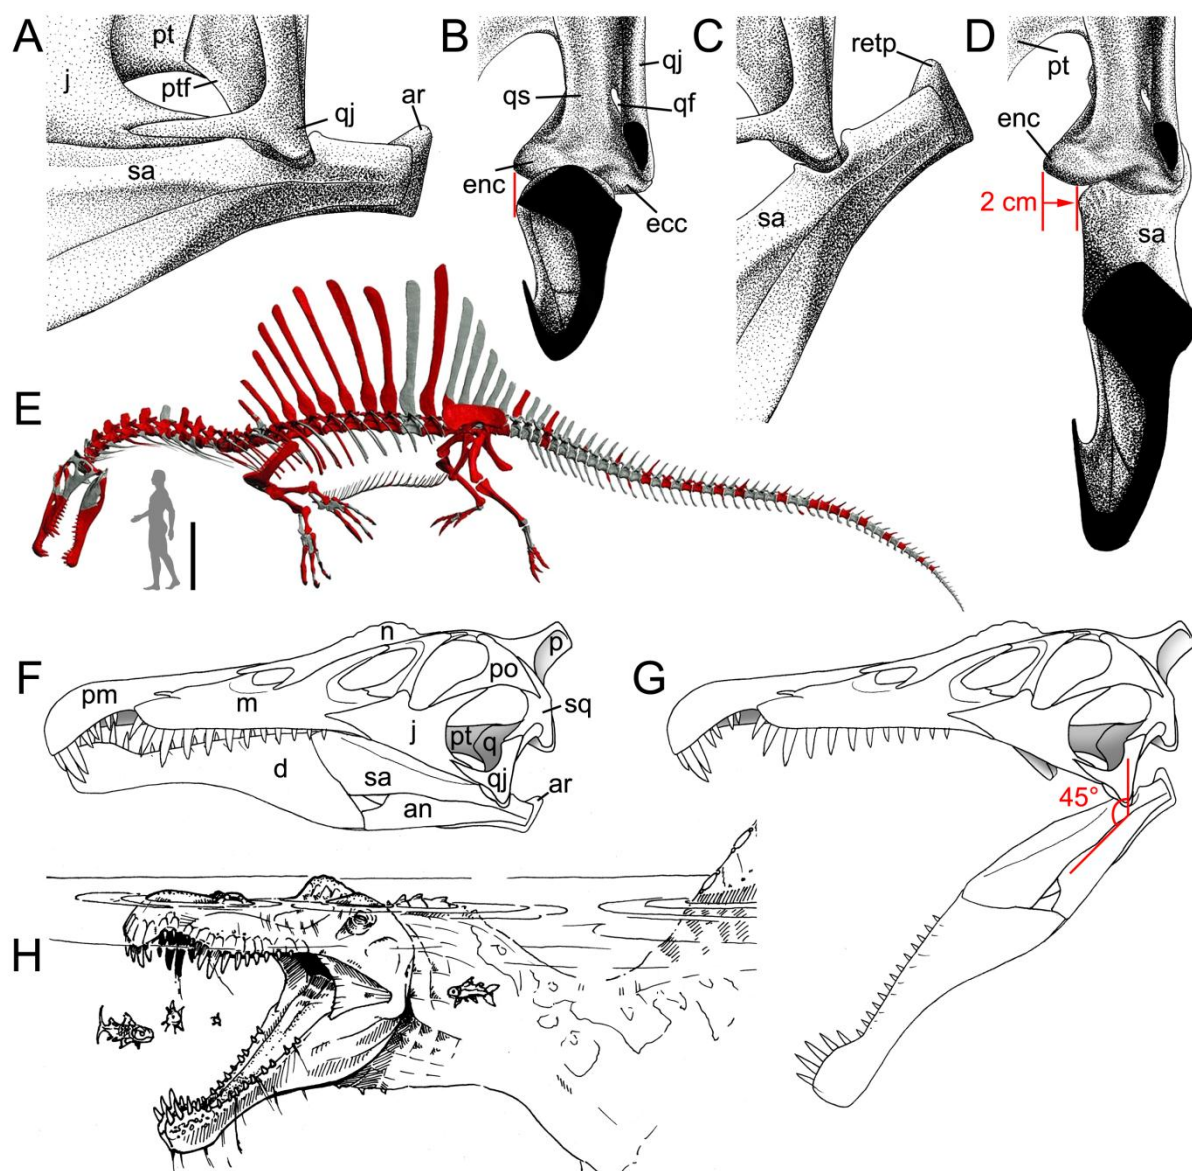 A
pt
j
ptf
qj
ar
sa
B
qs
qj
qf
enc
ecc
C
retp
sa
D
pt
enc
2 cm
sa
E
F
n
p
pm
m
po
sq
j
pt
q
d
sa
qj
ar
an
G
45°
H